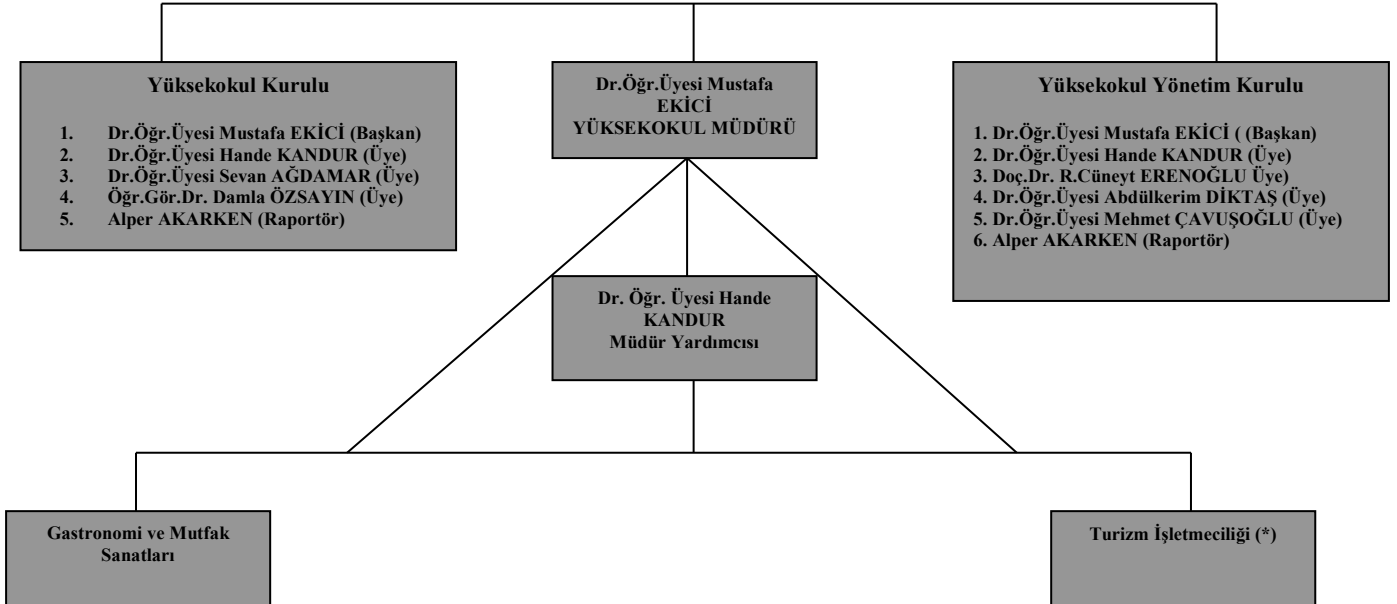 Yüksekokul Kurulu
1. Dr.Öğr.Üyesi Mustafa EKİCİ (Başkan)
2. Dr.Öğr.Üyesi Hande KANDUR (Üye)
3. Dr.Öğr.Üyesi Sevan AĞDAMAR (Üye)
4. Öğr.Gör.Dr. Damla ÖZSAYIN (Üye)
5. Alper AKARKEN (Raportör)
Dr.Öğr.Üyesi Mustafa
EKİCİ
YÜKSEKOKUL MÜDÜRÜ
Yüksekokul Yönetim Kurulu
1. Dr.Öğr.Üyesi Mustafa EKİCİ ( (Başkan)
2. Dr.Öğr.Üyesi Hande KANDUR (Üye)
3. Doç.Dr. R.Cüneyt ERENOĞLU Üye)
4. Dr.Öğr.Üyesi Abdülkerim DİKTAŞ (Üye)
5. Dr.Öğr.Üyesi Mehmet ÇAVUŞOĞLU (Üye)
6. Alper AKARKEN (Raportör)
Dr. Öğr. Üyesi Hande
KANDUR
Müdür Yardımcısı
Gastronomi ve Mutfak
Sanatları
Turizm İşletmeciliği (*)